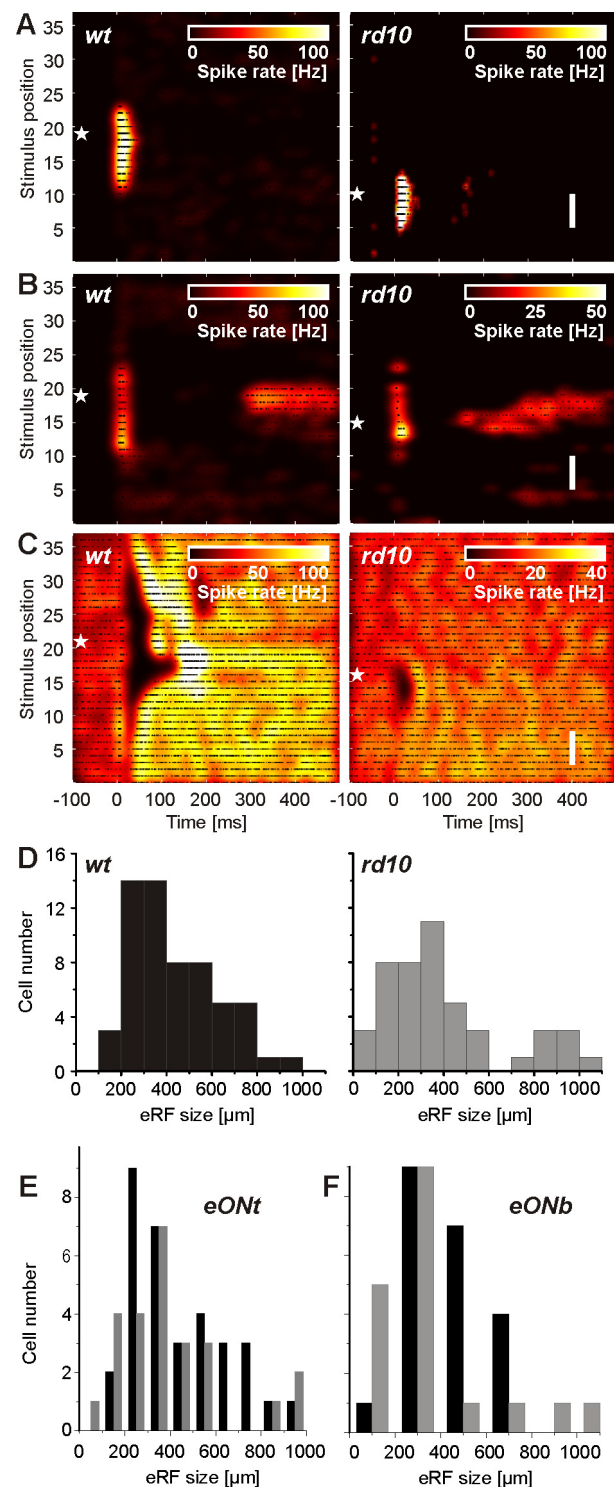 A wt 0 50 100 Spike rate [Hz] rd10 0 50 100 Spike rate [Hz]
Stimulus position
35
30
25
20
15
10
5
B wt 0 50 100 Spike rate [Hz] rd10 0 25 50 Spike rate [Hz]
Stimulus position
35
30
25
20
15
10
5
0
C wt 0 50 100 Spike rate [Hz] rd10 0 20 40 Spike rate [Hz]
Stimulus position
35
30
25
20
15
10
5
-100 0 100 200 300 400 -100 0 100 200 300 400
Time [ms] Time [ms]
D wt rd10
Cell number
16
12
8
4
0
0 200 400 600 800 1000 0 200 400 600 800 1000
eRF size [µm] eRF size [µm]
E eONt F eONb
Cell number
8
6
4
2
0
0 200 400 600 800 1000 0 200 400 600 800 1000
eRF size [µm] eRF size [µm]